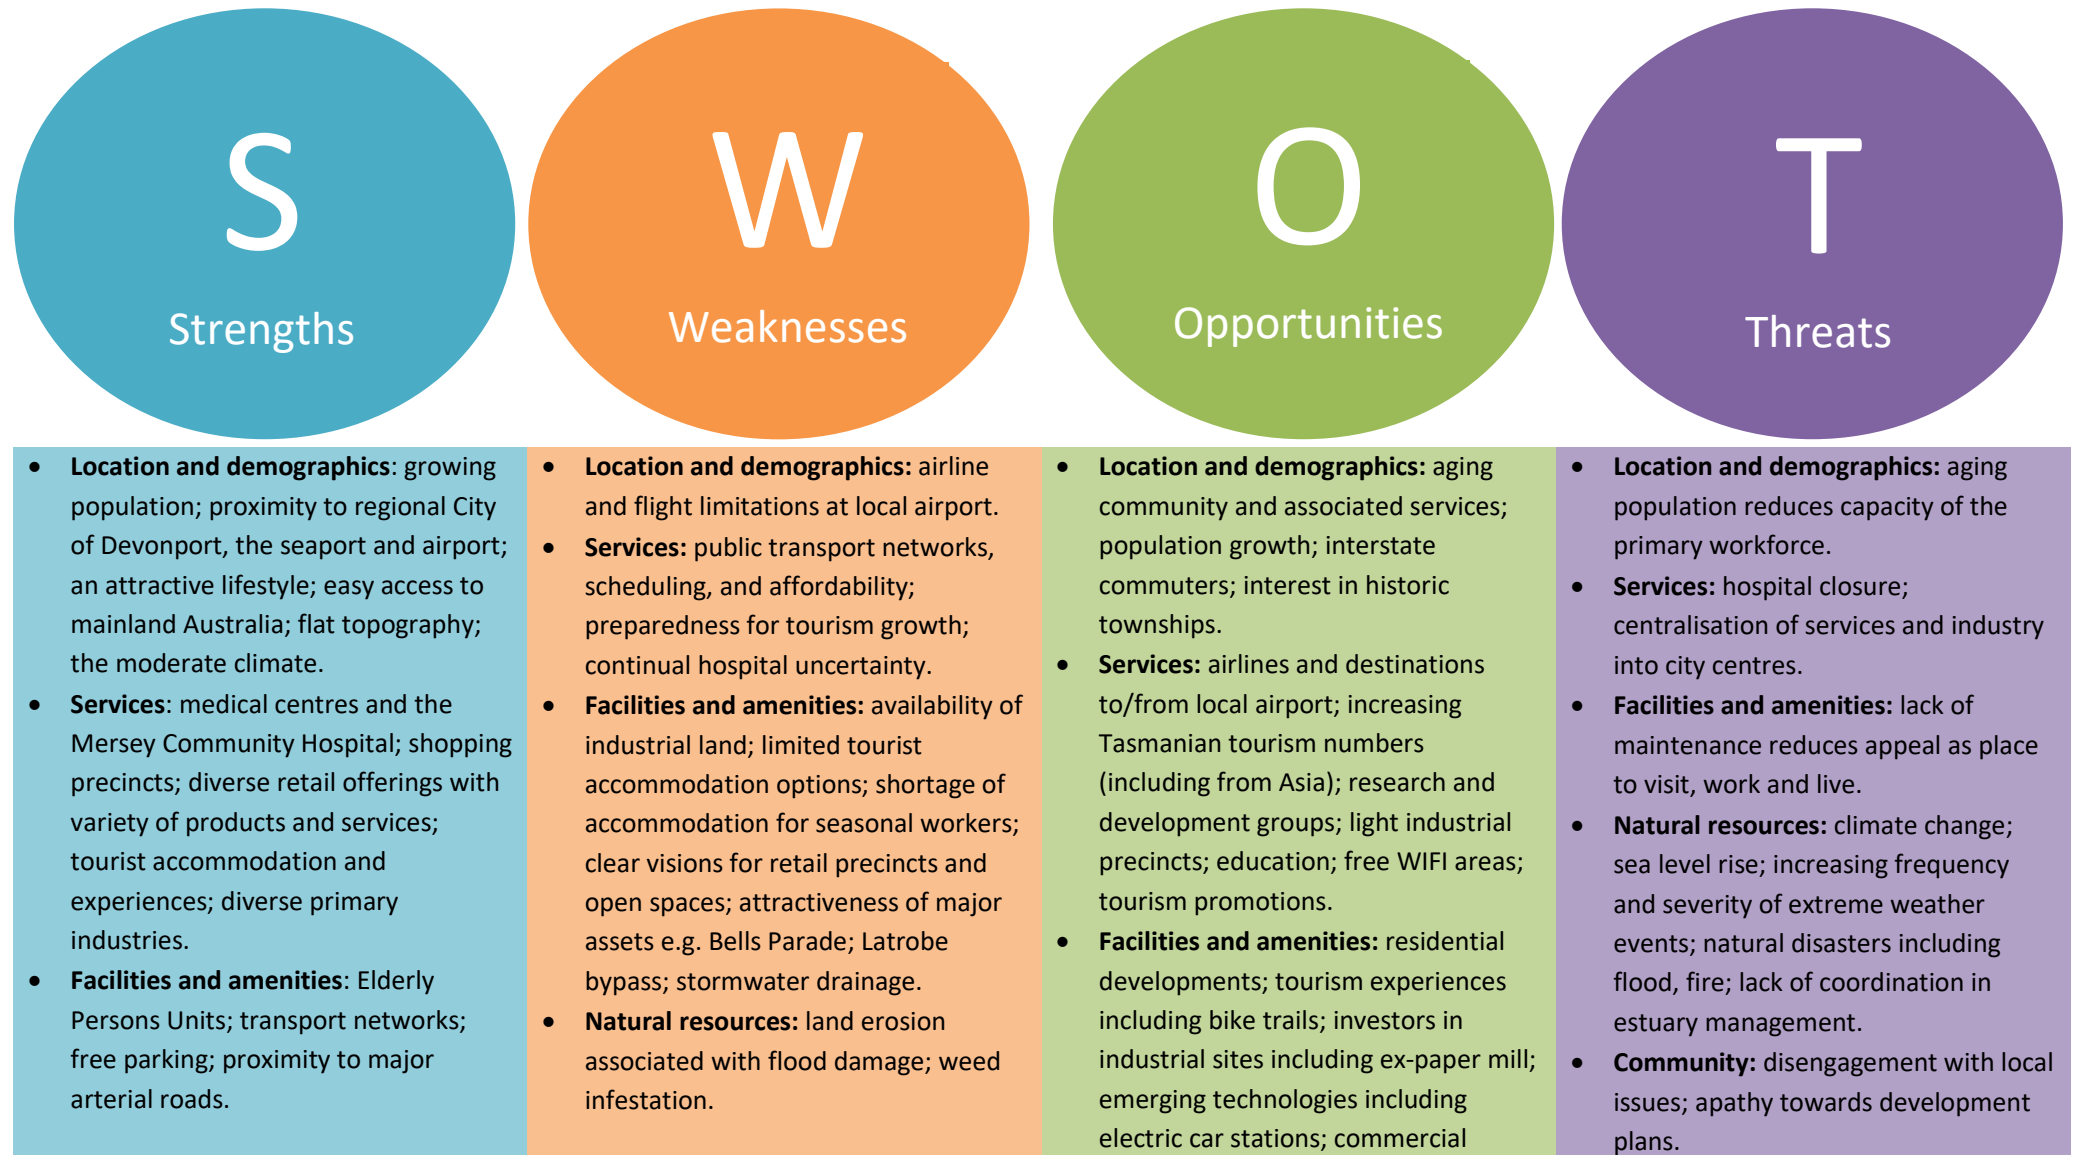 S
Strengths
W
Weaknesses
O
Opportunities
T
Threats
• Location and demographics: growing
population; proximity to regional City
of Devonport, the seaport and airport;
an attractive lifestyle; easy access to
mainland Australia; flat topography;
the moderate climate.
• Services: medical centres and the
Mersey Community Hospital; shopping
precincts; diverse retail offerings with
variety of products and services;
tourist accommodation and
experiences; diverse primary
industries.
• Facilities and amenities: Elderly
Persons Units; transport networks;
free parking; proximity to major
arterial roads.
• Location and demographics: airline
and flight limitations at local airport.
• Services: public transport networks,
scheduling, and affordability;
preparedness for tourism growth;
continual hospital uncertainty.
• Facilities and amenities: availability of
industrial land; limited tourist
accommodation options; shortage of
accommodation for seasonal workers;
clear visions for retail precincts and
open spaces; attractiveness of major
assets e.g. Bells Parade; Latrobe
bypass; stormwater drainage.
• Natural resources: land erosion
associated with flood damage; weed
infestation.
• Location and demographics: aging
community and associated services;
population growth; interstate
commuters; interest in historic
townships.
• Services: airlines and destinations
to/from local airport; increasing
Tasmanian tourism numbers
(including from Asia); research and
development groups; light industrial
precincts; education; free WIFI areas;
tourism promotions.
• Facilities and amenities: residential
developments; tourism experiences
including bike trails; investors in
industrial sites including ex-paper mill;
emerging technologies including
electric car stations; commercial
• Location and demographics: aging
population reduces capacity of the
primary workforce.
• Services: hospital closure;
centralisation of services and industry
into city centres.
• Facilities and amenities: lack of
maintenance reduces appeal as place
to visit, work and live.
• Natural resources: climate change;
sea level rise; increasing frequency
and severity of extreme weather
events; natural disasters including
flood, fire; lack of coordination in
estuary management.
• Community: disengagement with local
issues; apathy towards development
plans.